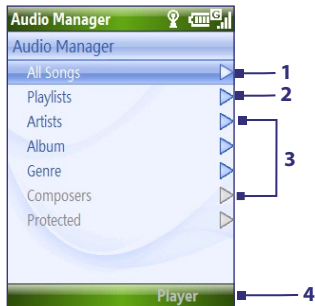 Audio Manager G
Audio Manager
All Songs 1
Playlists 2
Artists
Album
3
Genre
Composers
Protected
Player 4